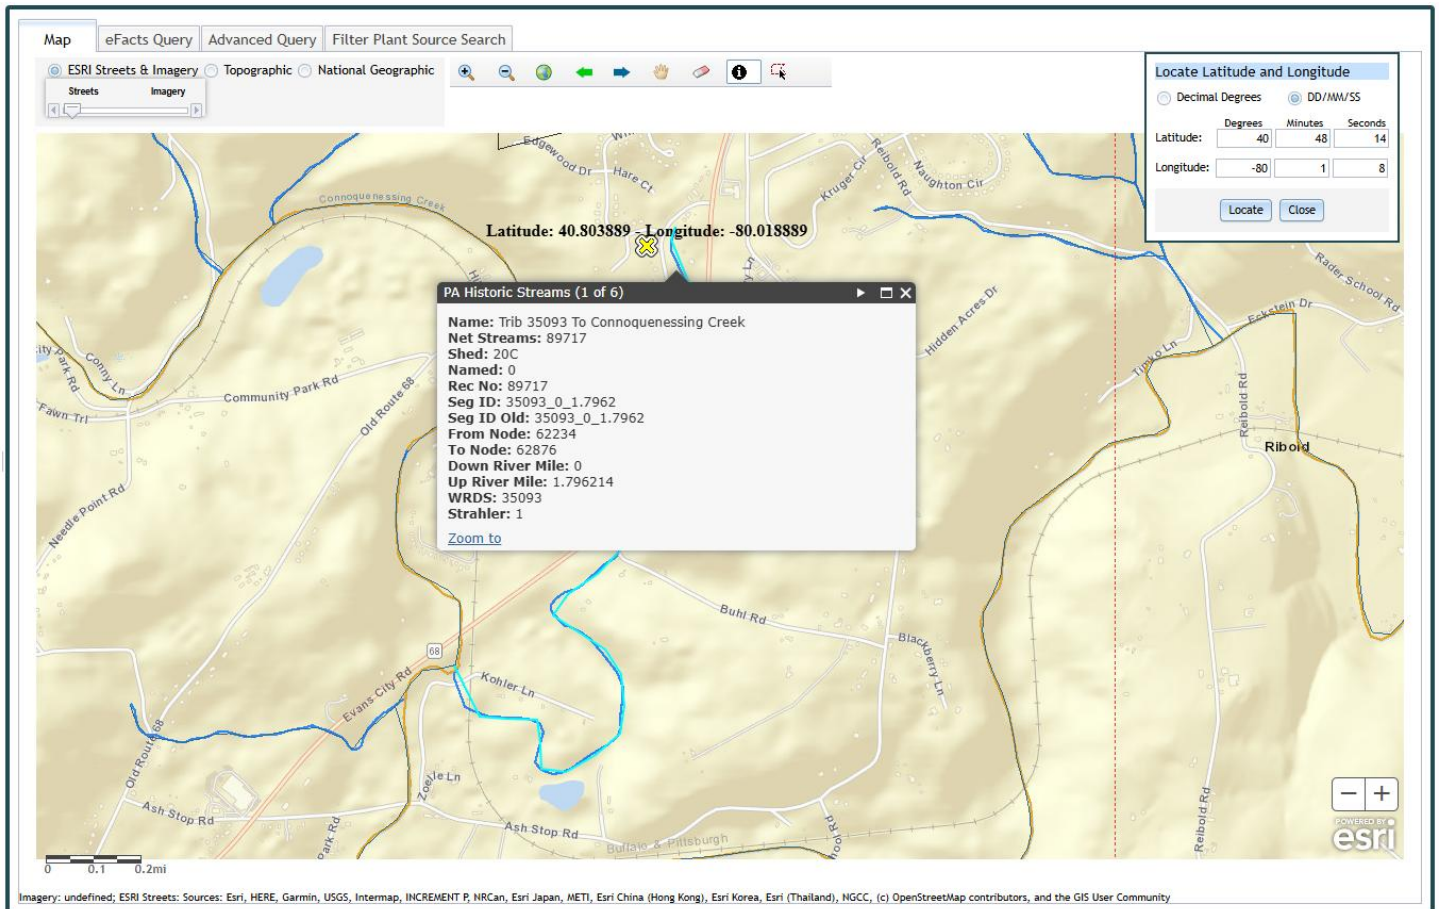 Map
eFacts Query
Advanced Query
Filter Plant Source Search
ESRI Streets & Imagery
Topographic
National Geographic
Streets
Imagery
Locate Latitude and Longitude
Decimal Degrees
DD/MM/SS
Degrees Minutes Seconds
Latitude: 40 48 14
Longitude: -80 1 8
Locate
Close
Edgewood Dr
Hare Ct
Kruger Cir
Reibold Rd
Naughton Cir
Connoquenessing Creek
Latitude: 40.803889 - Longitude: -80.018889
Rader School Rd
Eckstein Dr
Hidden Acres Dr
Timko Ln
PA Historic Streams (1 of 6)
Name: Trib 35093 To Connoquenessing Creek
Net Streams: 89717
Shed: 20C
Named: 0
Rec No: 89717
Seg ID: 35093_0_1.7962
Seg ID Old: 35093_0_1.7962
From Node: 62234
To Node: 62876
Down River Mile: 0
Up River Mile: 1.796214
WRDS: 35093
Strahler: 1
Zoom to
City Park Rd
Conny Ln
Community Park Rd
Old Route 68
Fawn Trl
Reibold Rd
Ribold
Needle Point Rd
Buhl Rd
Blackberry Ln
68
Kohler Ln
Evans City Rd
Old Route 68
Zoelle Ln
Ash Stop Rd
Ash Stop Rd
Park Rd
Buffalo & Pittsburgh
Reibold Rd
POWERED BY
esri
0 0.1 0.2mi
Imagery: undefined; ESRI Streets: Sources: Esri, HERE, Garmin, USGS, Intermap, INCREMENT P, NRCan, Esri Japan, METI, Esri China (Hong Kong), Esri Korea, Esri (Thailand), NGCC, (c) OpenStreetMap contributors, and the GIS User Community